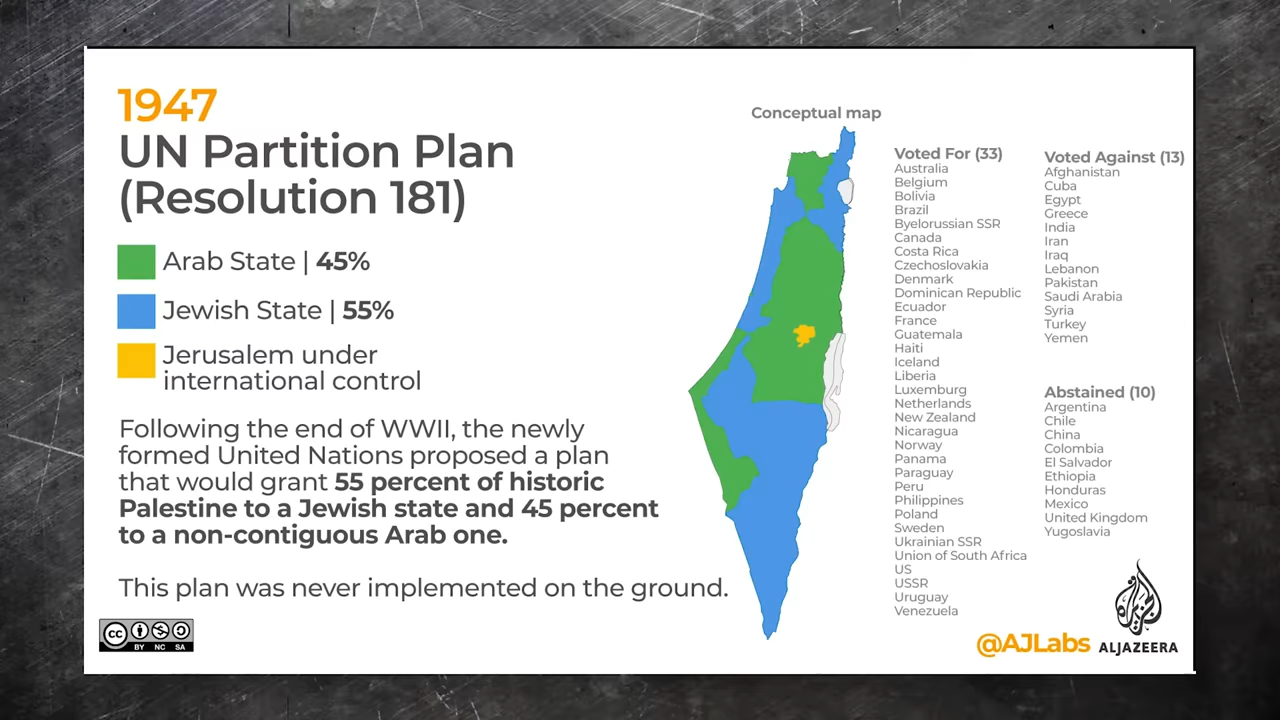 1947
UN Partition Plan
(Resolution 181)
Arab State | 45%
Jewish State | 55%
Jerusalem under
international control
Following the end of WWII, the newly
formed United Nations proposed a plan
that would grant 55 percent of historic
Palestine to a Jewish state and 45 percent
to a non-contiguous Arab one.
This plan was never implemented on the ground.
cc
BY NC SA
Conceptual map
Voted For (33)
Australia
Belgium
Bolivia
Brazil
Byelorussian SSR
Canada
Costa Rica
Czechoslovakia
Denmark
Dominican Republic
Ecuador
France
Guatemala
Haiti
Iceland
Liberia
Luxemburg
Netherlands
New Zealand
Nicaragua
Norway
Panama
Paraguay
Peru
Philippines
Poland
Sweden
Ukrainian SSR
Union of South Africa
US
USSR
Uruguay
Venezuela
Voted Against (13)
Afghanistan
Cuba
Egypt
Greece
India
Iran
Iraq
Lebanon
Pakistan
Saudi Arabia
Syria
Turkey
Yemen
Abstained (10)
Argentina
Chile
China
Colombia
El Salvador
Ethiopia
Honduras
Mexico
United Kingdom
Yugoslavia
@AJLabs
الجزيرة
ALJAZEERA